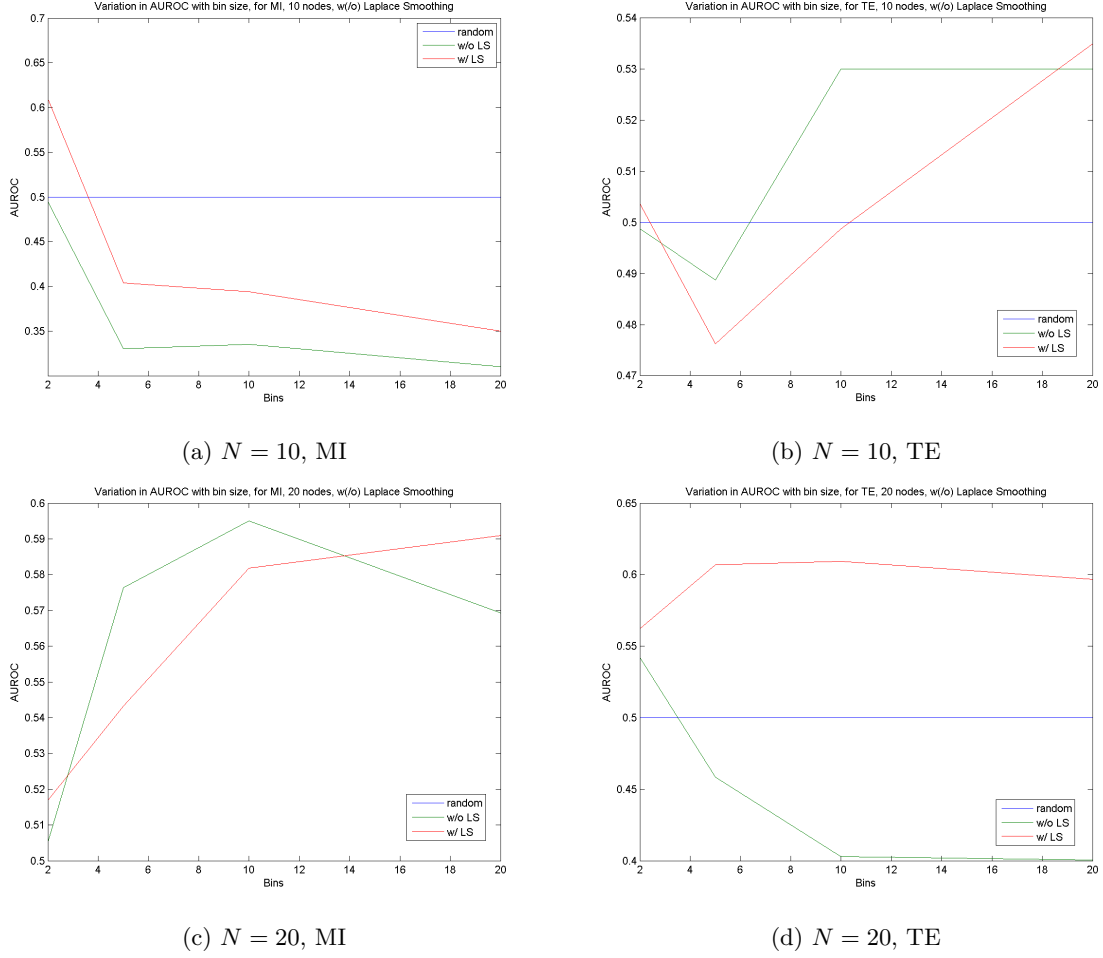 Variation in AUROC with bin size, for MI, 10 nodes, w(/o) Laplace Smoothing
0.7
0.65
0.6
0.55
0.5
0.45
0.4
0.35
AUROC
random
w/o LS
w/ LS
2 4 6 8 10 12 14 16 18 20
Bins
(a) N = 10, MI
Variation in AUROC with bin size, for TE, 10 nodes, w(/o) Laplace Smoothing
0.54
0.53
0.52
0.51
0.5
0.49
0.48
0.47
AUROC
random
w/o LS
w/ LS
2 4 6 8 10 12 14 16 18 20
Bins
(b) N = 10, TE
Variation in AUROC with bin size, for MI, 20 nodes, w(/o) Laplace Smoothing
0.6
0.59
0.58
0.57
0.56
0.55
0.54
0.53
0.52
0.51
0.5
AUROC
random
w/o LS
w/ LS
2 4 6 8 10 12 14 16 18 20
Bins
(c) N = 20, MI
Variation in AUROC with bin size, for TE, 20 nodes, w(/o) Laplace Smoothing
0.65
0.6
0.55
0.5
0.45
0.4
AUROC
random
w/o LS
w/ LS
2 4 6 8 10 12 14 16 18 20
Bins
(d) N = 20, TE